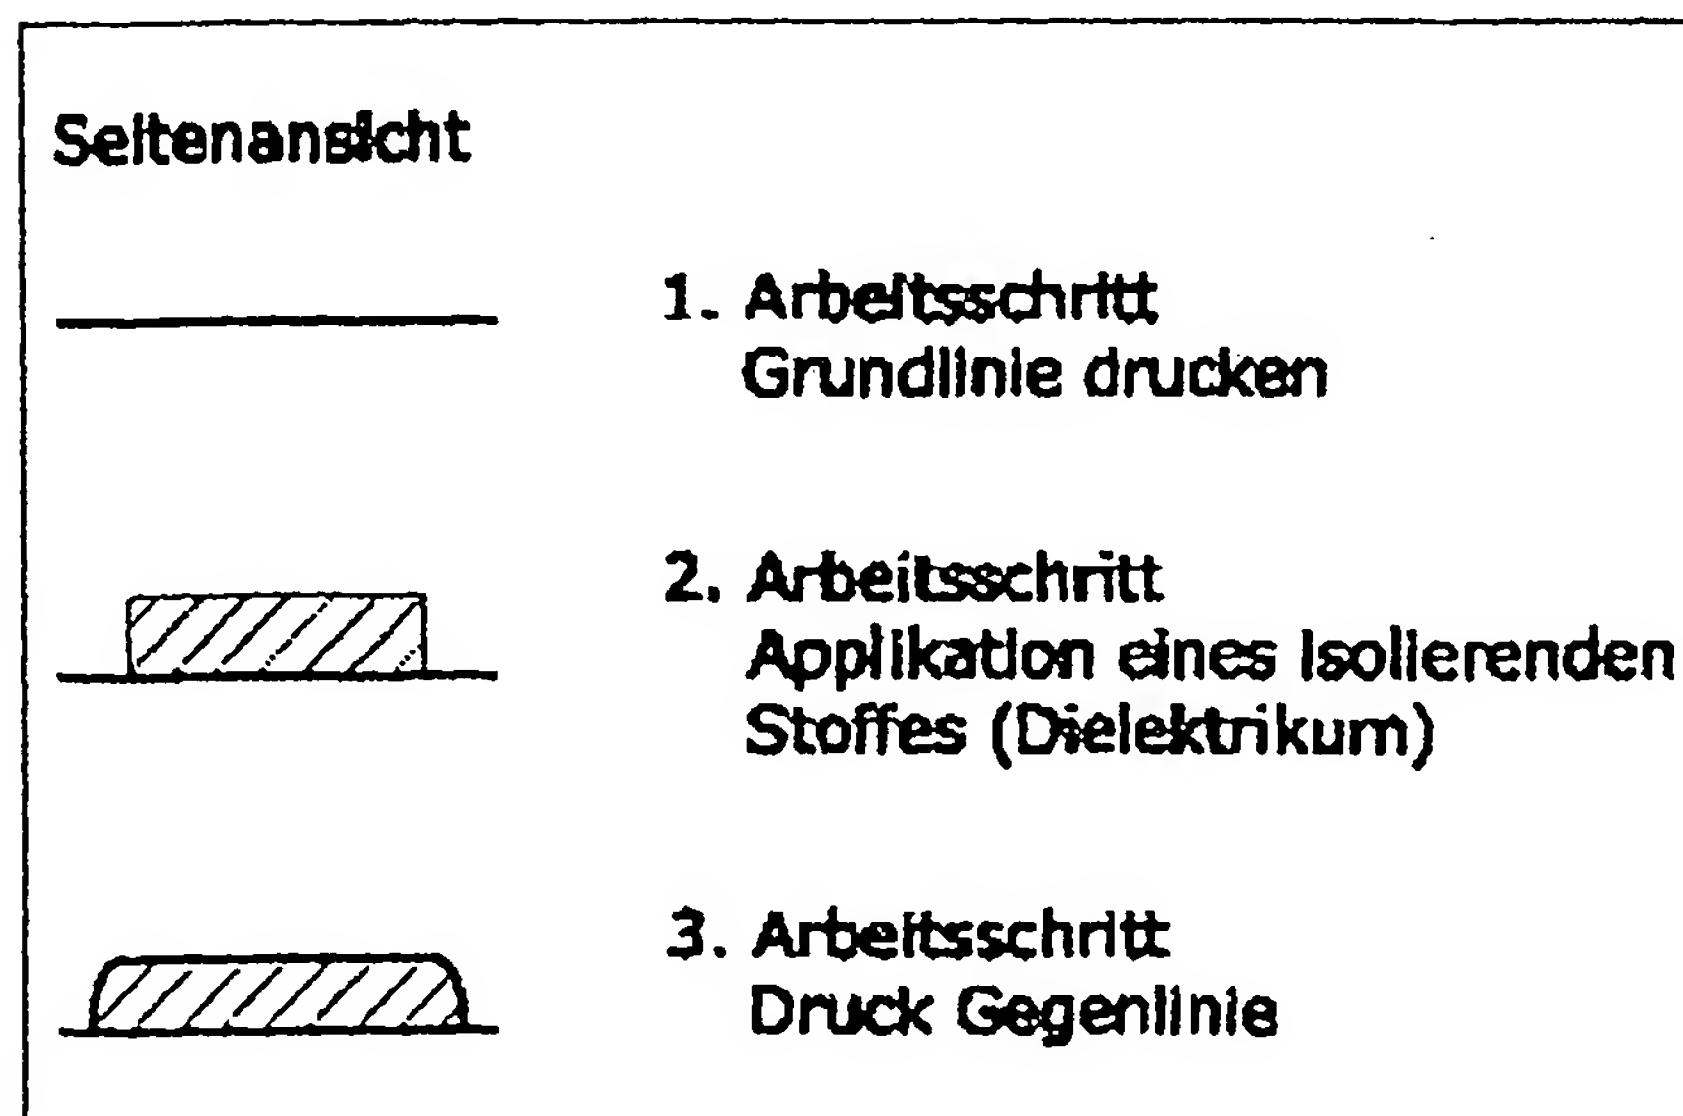 Seitenansicht
1. Arbeitsschritt
Grundlinie drucken
2. Arbeitsschritt
Applikation eines isolierenden
Stoffes (Dielektrikum)
3. Arbeitsschritt
Druck Gegenlinie